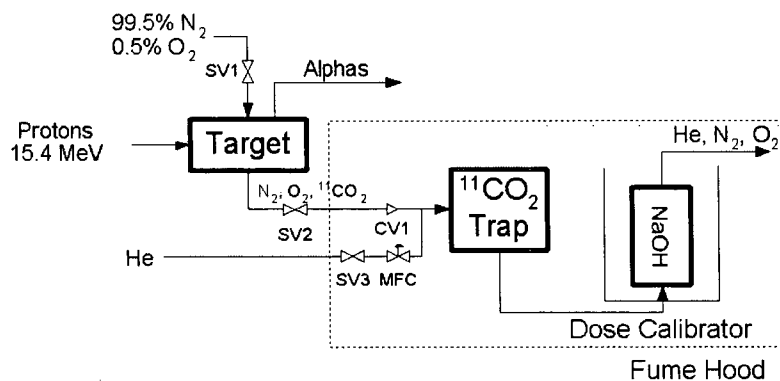 99.5% N₂
0.5% O₂
SV1
Alphas
Protons
15.4 MeV
Target
He, N₂, O₂
N₂, O₂, ¹¹CO₂
¹¹CO₂
Trap
NaOH
SV2
CV1
He
SV3
MFC
Dose Calibrator
Fume Hood